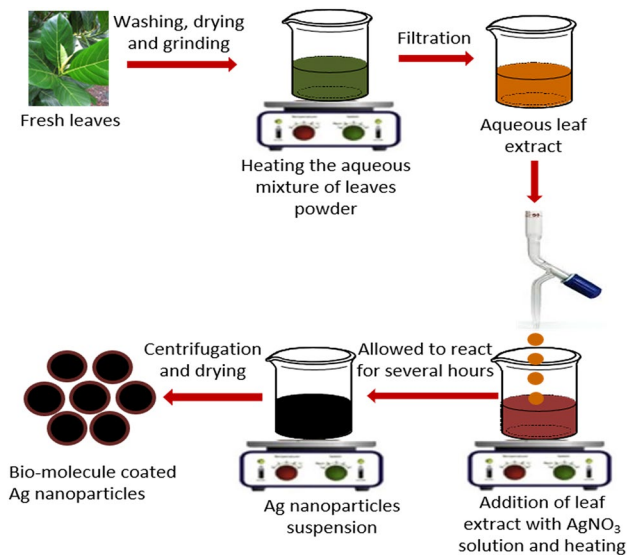 Washing, drying
and grinding
Fresh leaves
Heating the aqueous
mixture of leaves
powder
Filtration
Aqueous leaf
extract
Addition of leaf
extract with AgNO₃
solution and heating
Allowed to react
for several hours
Ag nanoparticles
suspension
Centrifugation
and drying
Bio-molecule coated
Ag nanoparticles